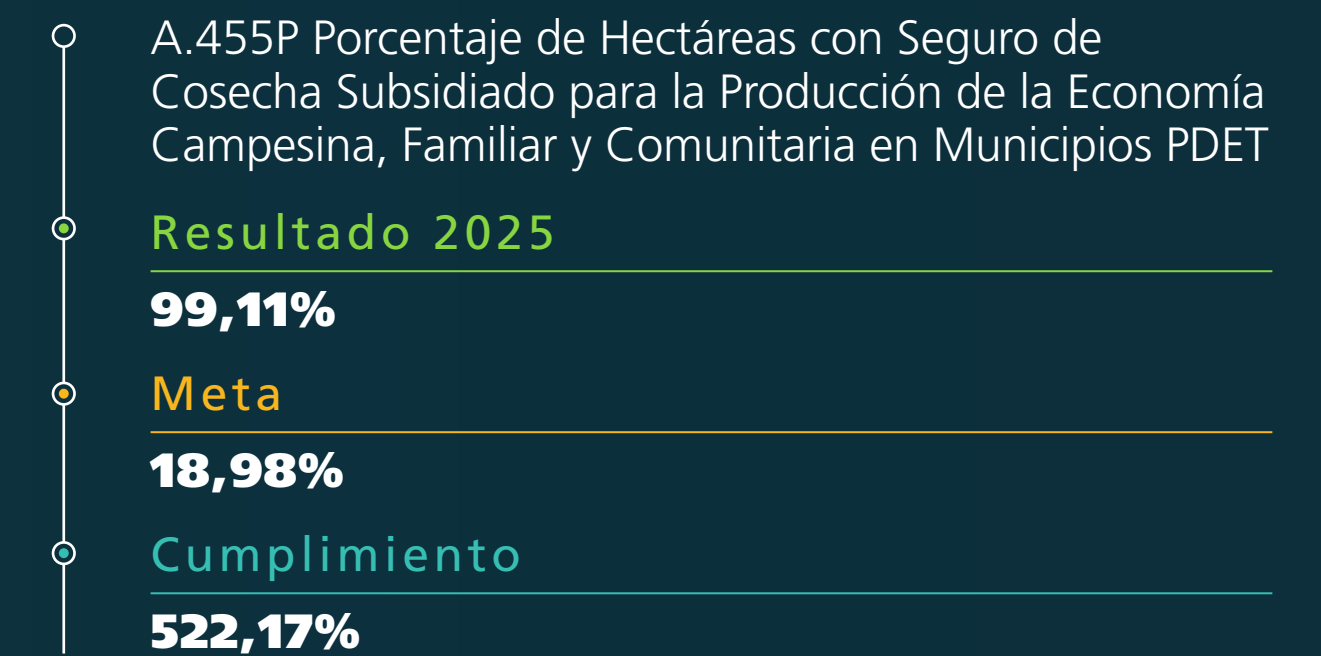 A.455P Porcentaje de Hectáreas con Seguro de
Cosecha Subsidiado para la Producción de la Economía
Campesina, Familiar y Comunitaria en Municipios PDET
Resultado 2025
99,11%
Meta
18,98%
Cumplimiento
522,17%